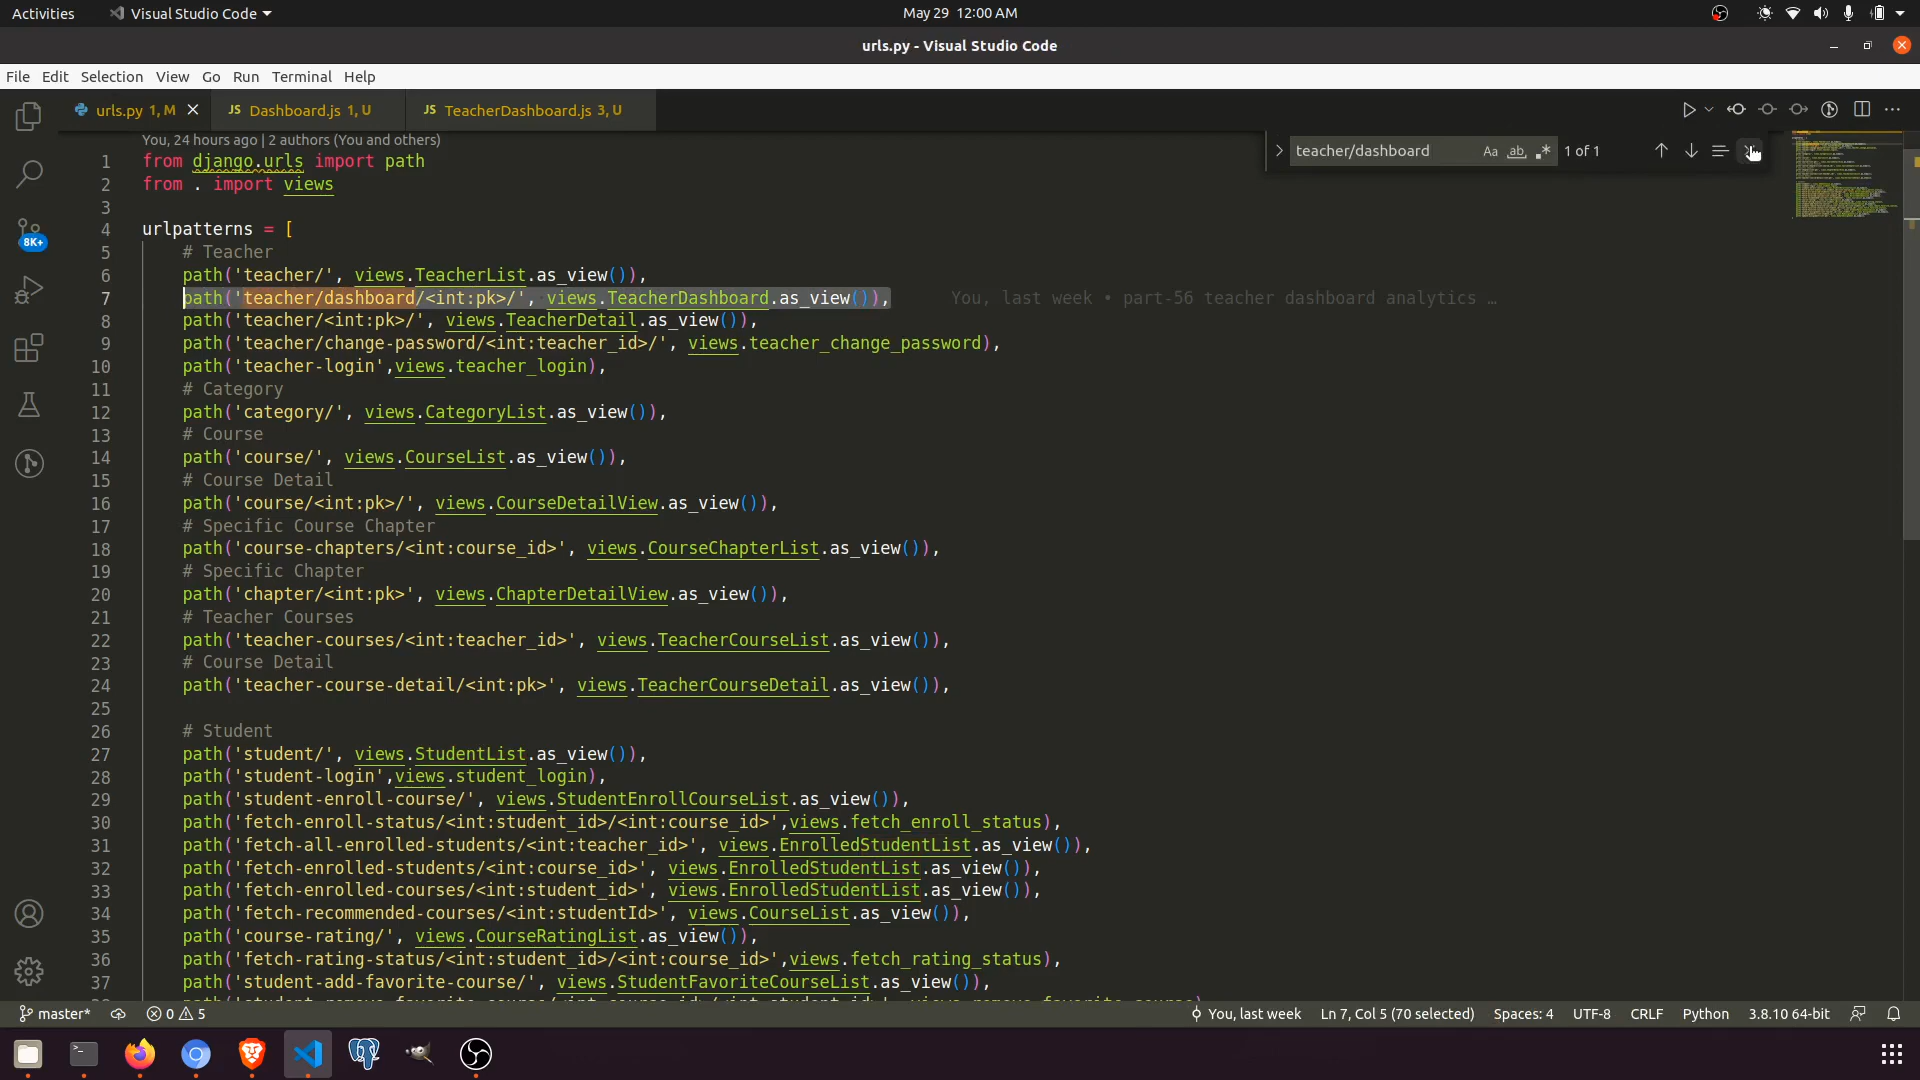 Activities Visual Studio Code May 29 12:00 AM
urls.py - Visual Studio Code
File Edit Selection View Go Run Terminal Help
urls.py 1, M JS Dashboard.js 1, U JS TeacherDashboard.js 3, U
You, 24 hours ago | 2 authors (You and others)
teacher/dashboard Aa ab .* 1 of 1
1 from django.urls import path
2 from . import views
3
4 urlpatterns = [
5 # Teacher
6 path('teacher/', views.TeacherList.as_view()),
7 path('teacher/dashboard/<int:pk>/', views.TeacherDashboard.as_view()), You, last week • part-56 teacher dashboard analytics …
8 path('teacher/<int:pk>/', views.TeacherDetail.as_view()),
9 path('teacher/change-password/<int:teacher_id>/', views.teacher_change_password),
10 path('teacher-login',views.teacher_login),
11 # Category
12 path('category/', views.CategoryList.as_view()),
13 # Course
14 path('course/', views.CourseList.as_view()),
15 # Course Detail
16 path('course/<int:pk>/', views.CourseDetailView.as_view()),
17 # Specific Course Chapter
18 path('course-chapters/<int:course_id>', views.CourseChapterList.as_view()),
19 # Specific Chapter
20 path('chapter/<int:pk>', views.ChapterDetailView.as_view()),
21 # Teacher Courses
22 path('teacher-courses/<int:teacher_id>', views.TeacherCourseList.as_view()),
23 # Course Detail
24 path('teacher-course-detail/<int:pk>', views.TeacherCourseDetail.as_view()),
25
26 # Student
27 path('student/', views.StudentList.as_view()),
28 path('student-login',views.student_login),
29 path('student-enroll-course/', views.StudentEnrollCourseList.as_view()),
30 path('fetch-enroll-status/<int:student_id>/<int:course_id>',views.fetch_enroll_status),
31 path('fetch-all-enrolled-students/<int:teacher_id>', views.EnrolledStudentList.as_view()),
32 path('fetch-enrolled-students/<int:course_id>', views.EnrolledStudentList.as_view()),
33 path('fetch-enrolled-courses/<int:student_id>', views.EnrolledStudentList.as_view()),
34 path('fetch-recommended-courses/<int:studentId>', views.CourseList.as_view()),
35 path('course-rating/', views.CourseRatingList.as_view()),
36 path('fetch-rating-status/<int:student_id>/<int:course_id>',views.fetch_rating_status),
37 path('student-add-favorite-course/', views.StudentFavoriteCourseList.as_view()),
8K+
master* 0 5 You, last week Ln 7, Col 5 (70 selected) Spaces: 4 UTF-8 CRLF Python 3.8.10 64-bit